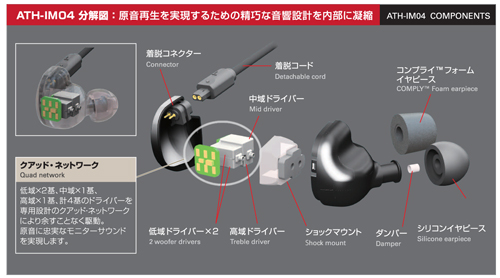 ATH-IM04 分解図：原音再生を実現するための精巧な音響設計を内部に凝縮
ATH-IM04 COMPONENTS
着脱コネクター
Connector
着脱コード
Detachable cord
コンプライ™フォーム
イヤピース
COMPLY™ Foam earpiece
中域ドライバー
Mid driver
クアッド・ネットワーク
Quad network
低域×2基、中域×1基、
高域×1基、計4基のドライバーを
専用設計のクアッド・ネットワーク
により余すことなく駆動。
原音に忠実なモニターサウンド
を実現します。
低域ドライバー×2
2 woofer drivers
高域ドライバー
Treble driver
ショックマウント
Shock mount
ダンパー
Damper
シリコンイヤピース
Silicone earpiece